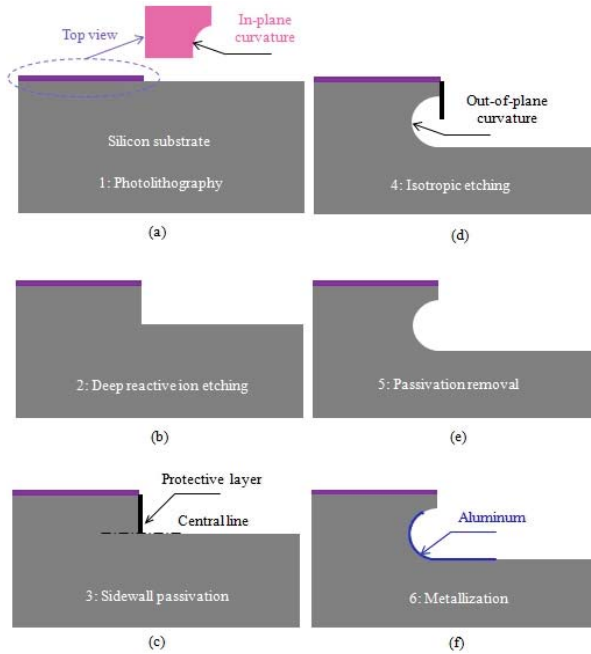 Top view
In-plane
curvature
Silicon substrate
1: Photolithography
(a)
2: Deep reactive ion etching
(b)
Protective layer
Central line
3: Sidewall passivation
(c)
Out-of-plane
curvature
4: Isotropic etching
(d)
5: Passivation removal
(e)
Aluminum
6: Metallization
(f)